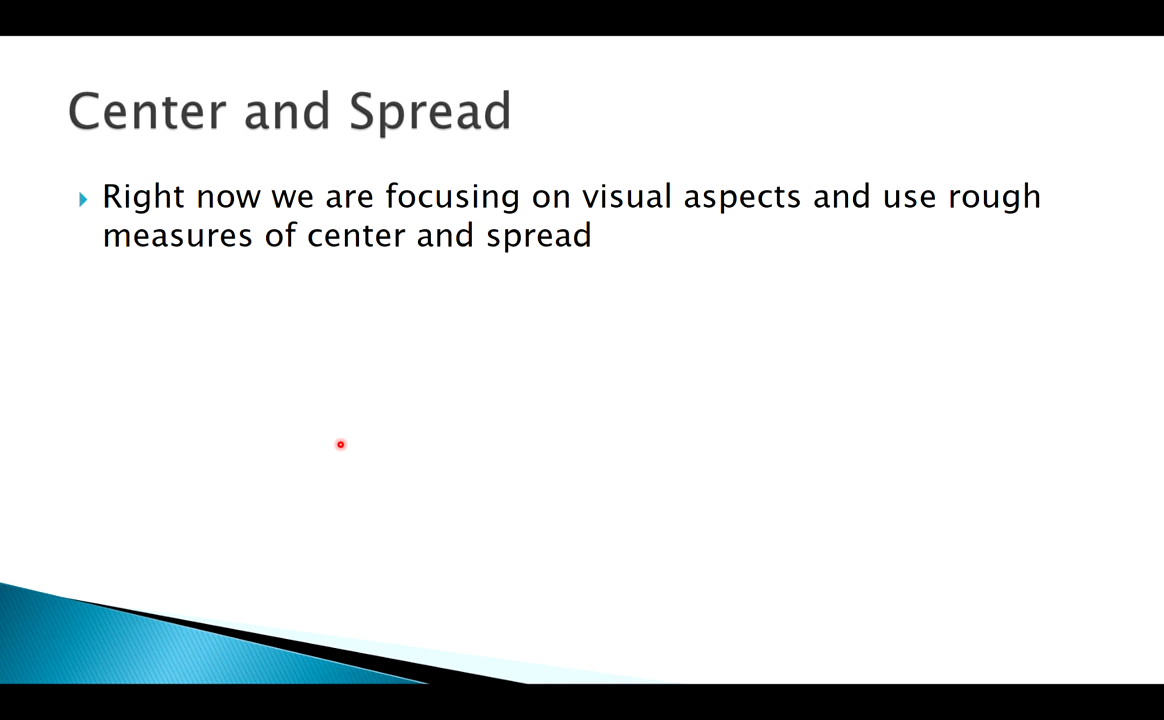 Center and Spread
Right now we are focusing on visual aspects and use rough
measures of center and spread